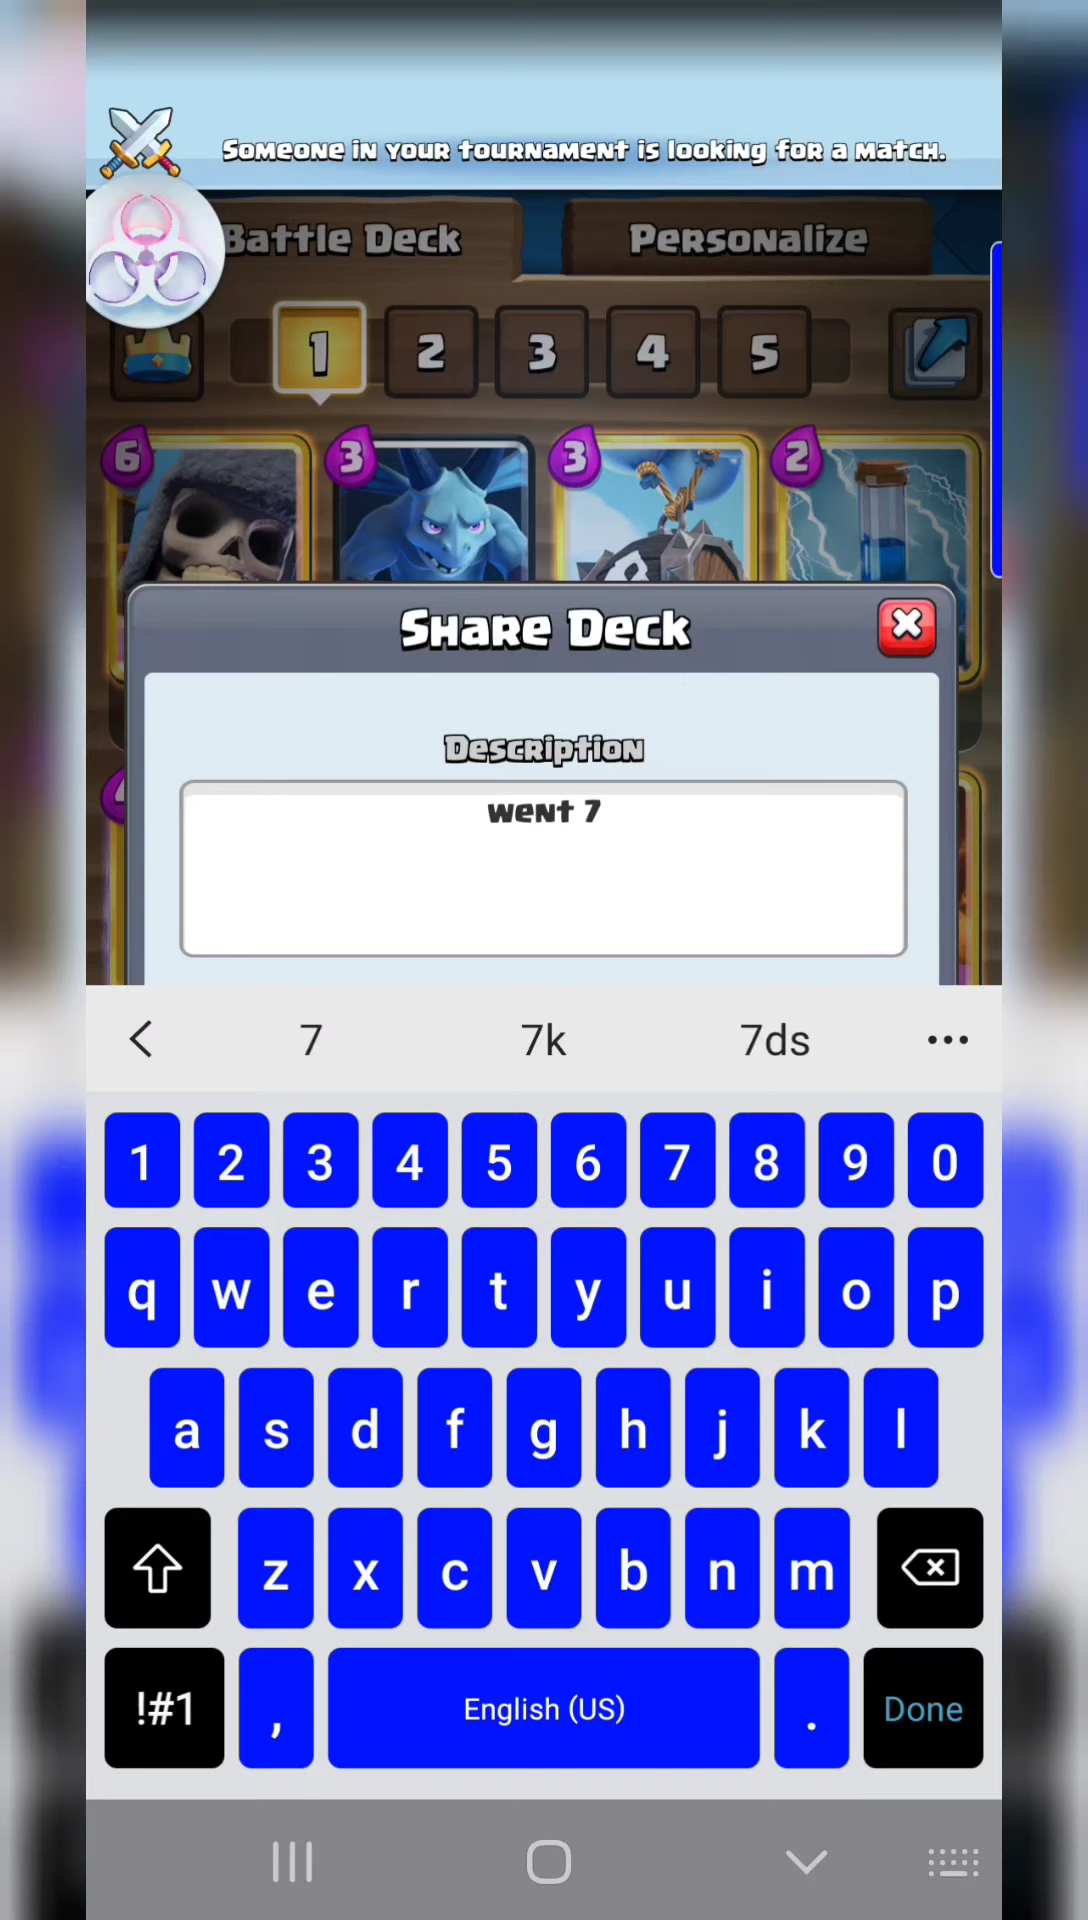 Someone in your tournament is looking for a match.
Battle Deck
Personalize
1 2 3 4 5
6 3 3 2
Share Deck
Description
4
went 7
7 7k 7ds
1 2 3 4 5 6 7 8 9 0
q w e r t y u i o p
a s d f g h j k l
z x c v b n m
!#1 , English (US) . Done